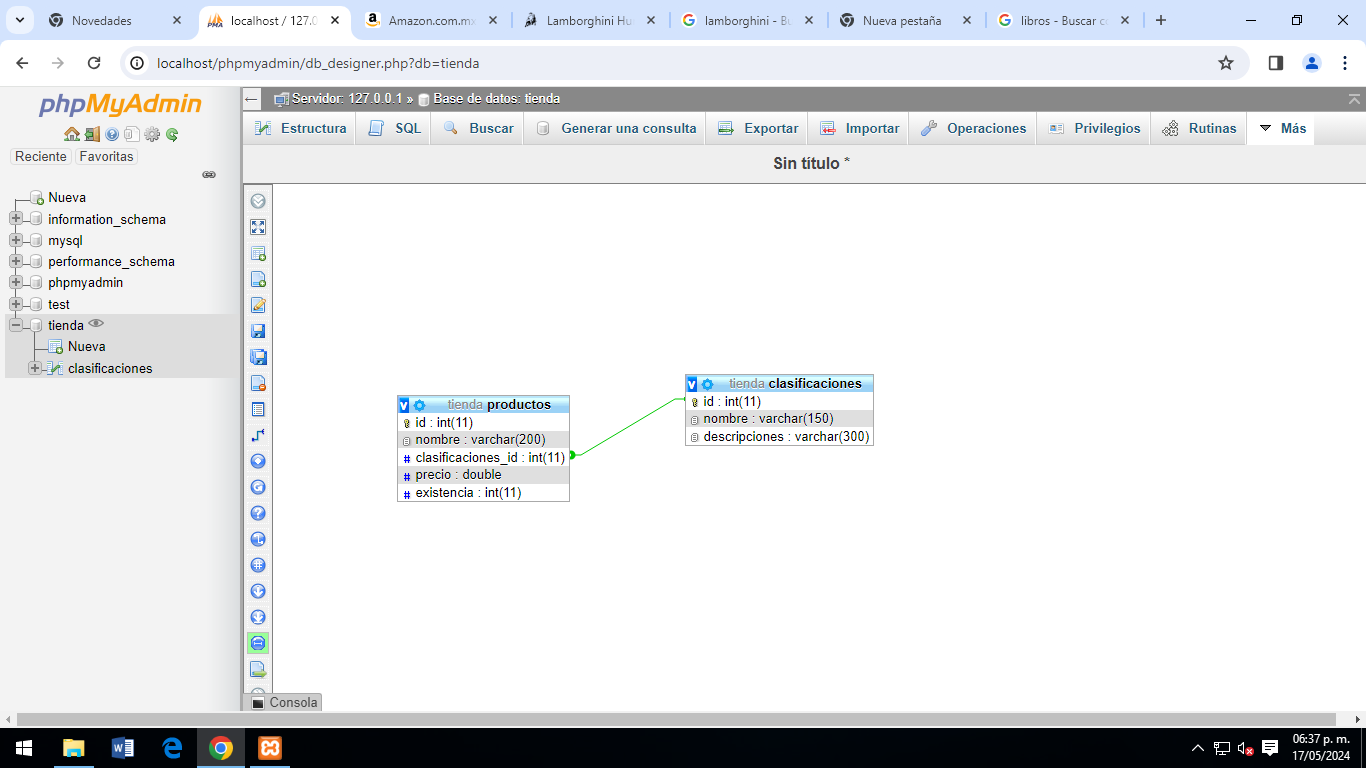 Novedades
localhost / 127.0
Amazon.com.mx
Lamborghini Hu
lamborghini - Bu
Nueva pestaña
libros - Buscar c
localhost/phpmyadmin/db_designer.php?db=tienda
phpMyAdmin
Reciente Favoritas
Nueva
information_schema
mysql
performance_schema
phpmyadmin
test
tienda
Nueva
clasificaciones
Servidor: 127.0.0.1 » Base de datos: tienda
Estructura SQL Buscar Generar una consulta Exportar Importar Operaciones Privilegios Rutinas Más
Sin título *
tienda productos
id : int(11)
nombre : varchar(200)
clasificaciones_id : int(11)
precio : double
existencia : int(11)
tienda clasificaciones
id : int(11)
nombre : varchar(150)
descripciones : varchar(300)
Consola
06:37 p. m.
17/05/2024